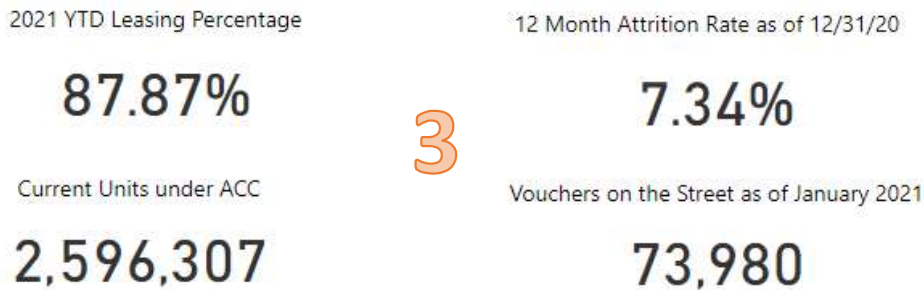 2021 YTD Leasing Percentage
87.87%
12 Month Attrition Rate as of 12/31/20
7.34%
3
Current Units under ACC
2,596,307
Vouchers on the Street as of January 2021
73,980